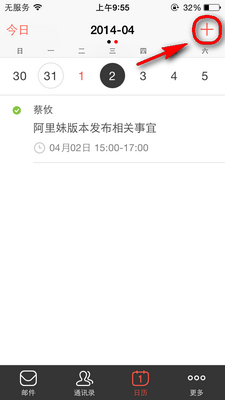 无服务 上午9:55 32%
今日 2014-04 +
日 一 二 三 四 五 六
30 31 1 2 3 4 5
蔡攸
阿里妹版本发布相关事宜
04月02日 15:00-17:00
1
邮件 通讯录 日历 更多